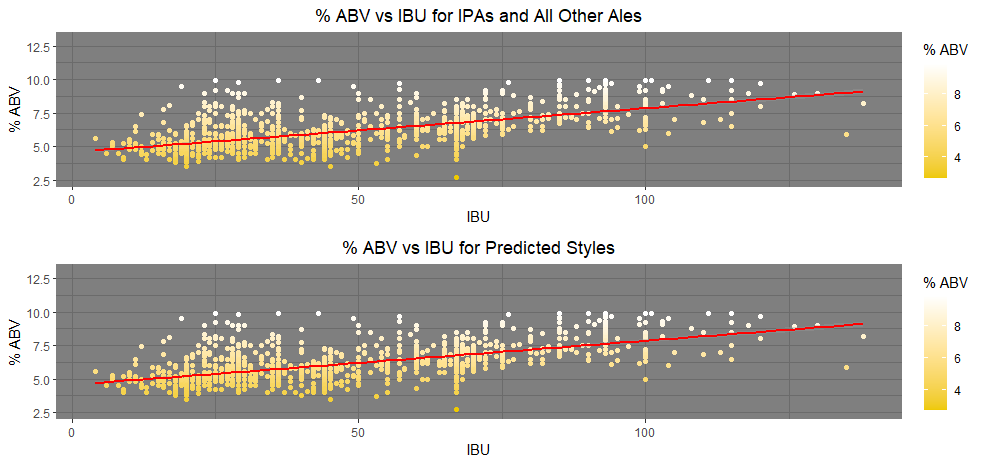 % ABV vs IBU for IPAs and All Other Ales
% ABV
12.5
10.0
7.5
5.0
2.5
0
50
100
IBU
% ABV
8
6
4
% ABV vs IBU for Predicted Styles
% ABV
12.5
10.0
7.5
5.0
2.5
0
50
100
IBU
% ABV
8
6
4